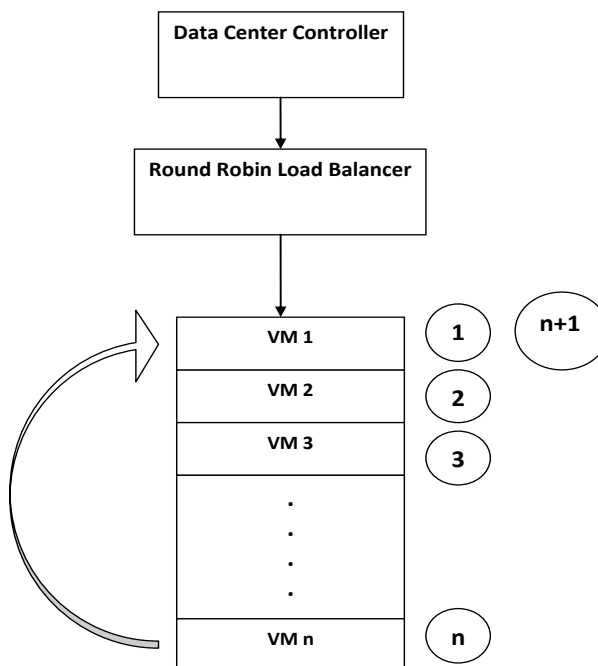 Data Center Controller
Round Robin Load Balancer
VM 1
1
n+1
VM 2
2
VM 3
3
.
.
.
.
VM n
n